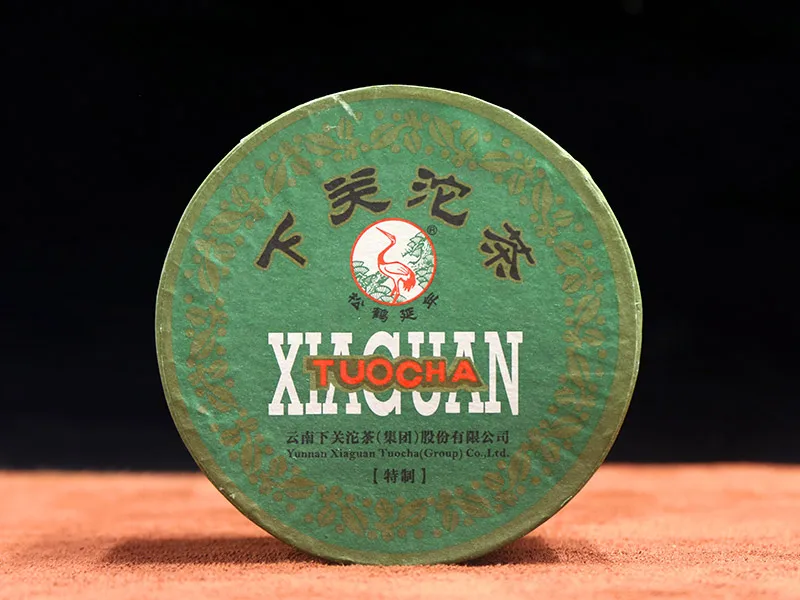 下关沱茶
®
松鹤延年
XIAGUAN
TUOCHA
云南下关沱茶(集团)股份有限公司
Yunnan Xiaguan Tuocha(Group) Co.,Ltd.
【特制】